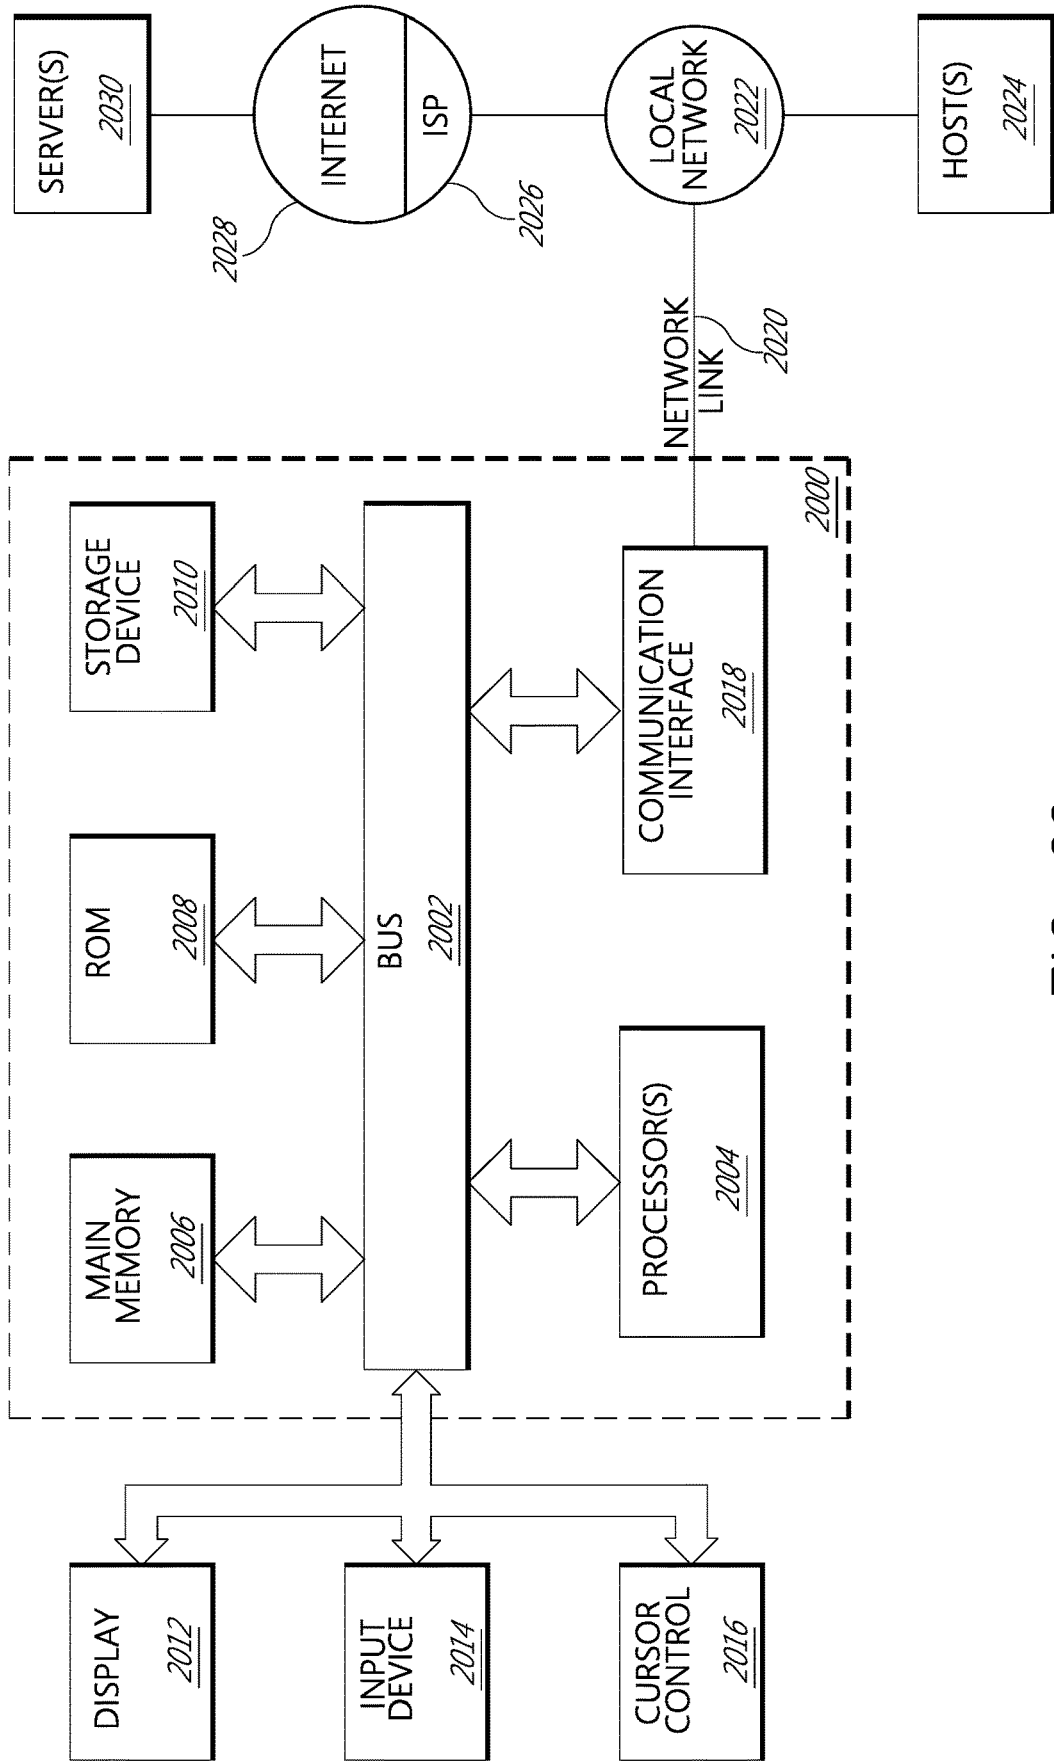 DISPLAY
2012
INPUT
DEVICE
2014
CURSOR
CONTROL
2016
MAIN
MEMORY
2006
ROM
2008
STORAGE
DEVICE
2010
BUS
2002
PROCESSOR(S)
2004
COMMUNICATION
INTERFACE
2018
2000
NETWORK
LINK
2020
SERVER(S)
2030
2028
INTERNET
ISP
2026
LOCAL
NETWORK
2022
HOST(S)
2024